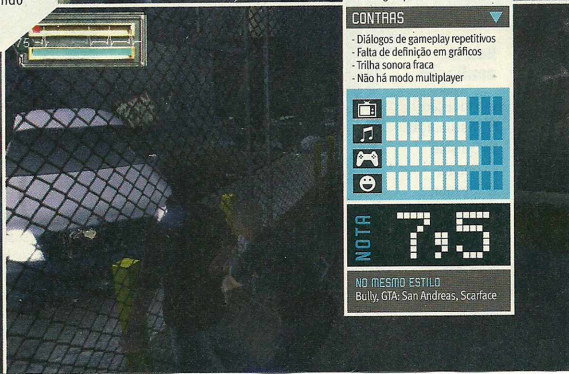 CONTRAS
- Diálogos de gameplay repetitivos
- Falta de definição em gráficos
- Trilha sonora fraca
- Não há modo multiplayer
NOTA
7,5
NO MESMO ESTILO
Bully, GTA: San Andreas, Scarface